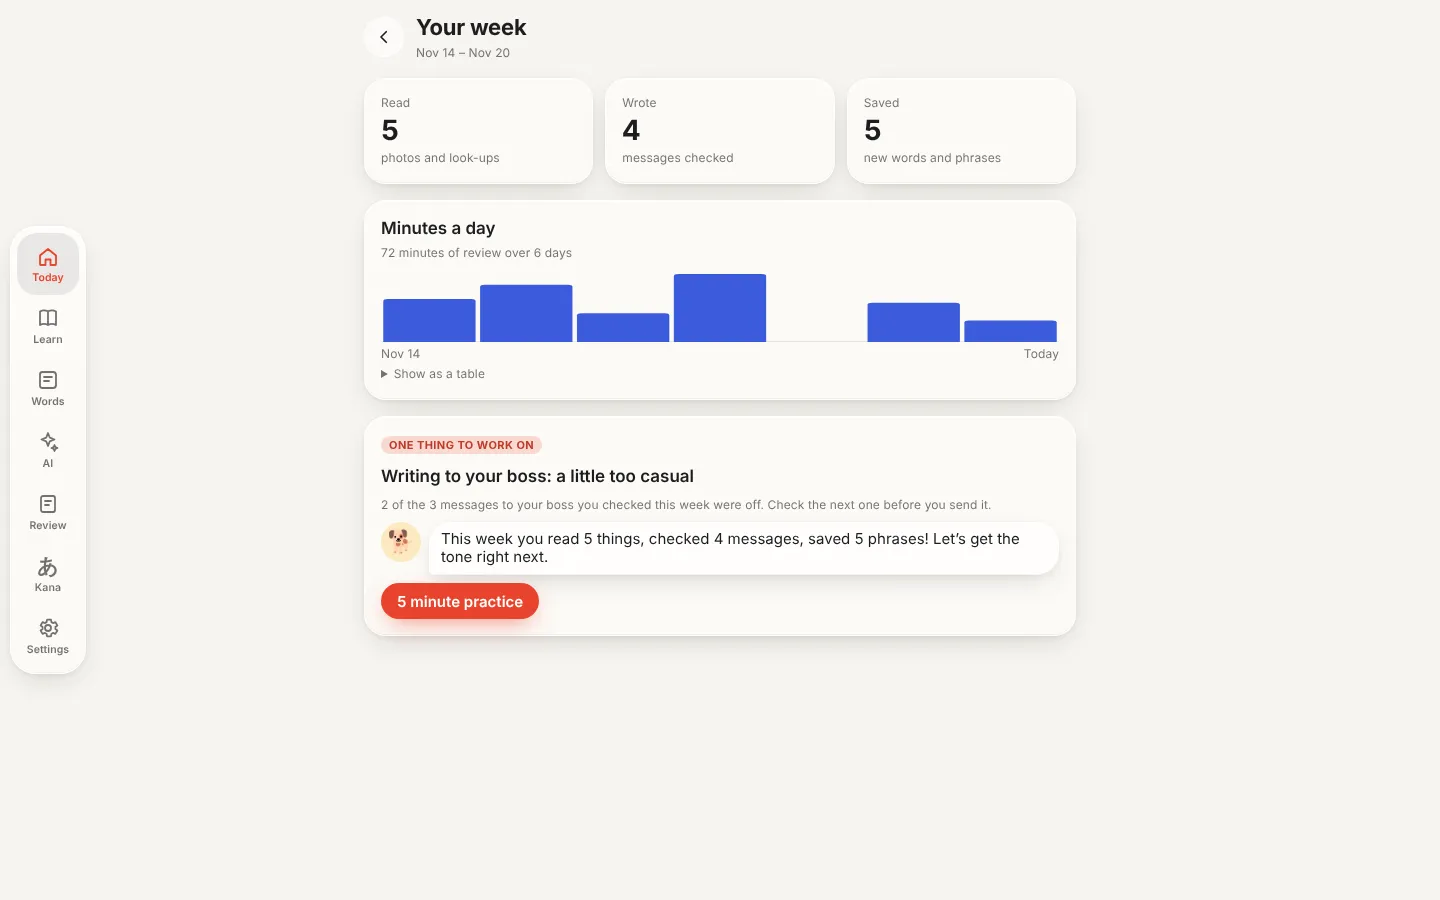 Your week
Nov 14 – Nov 20
Read
5
photos and look-ups
Wrote
4
messages checked
Saved
5
new words and phrases
Minutes a day
72 minutes of review over 6 days
Nov 14
Today
Show as a table
ONE THING TO WORK ON
Writing to your boss: a little too casual
2 of the 3 messages to your boss you checked this week were off. Check the next one before you send it.
This week you read 5 things, checked 4 messages, saved 5 phrases! Let’s get the
tone right next.
5 minute practice
Today
Learn
Words
AI
Review
あ
Kana
Settings